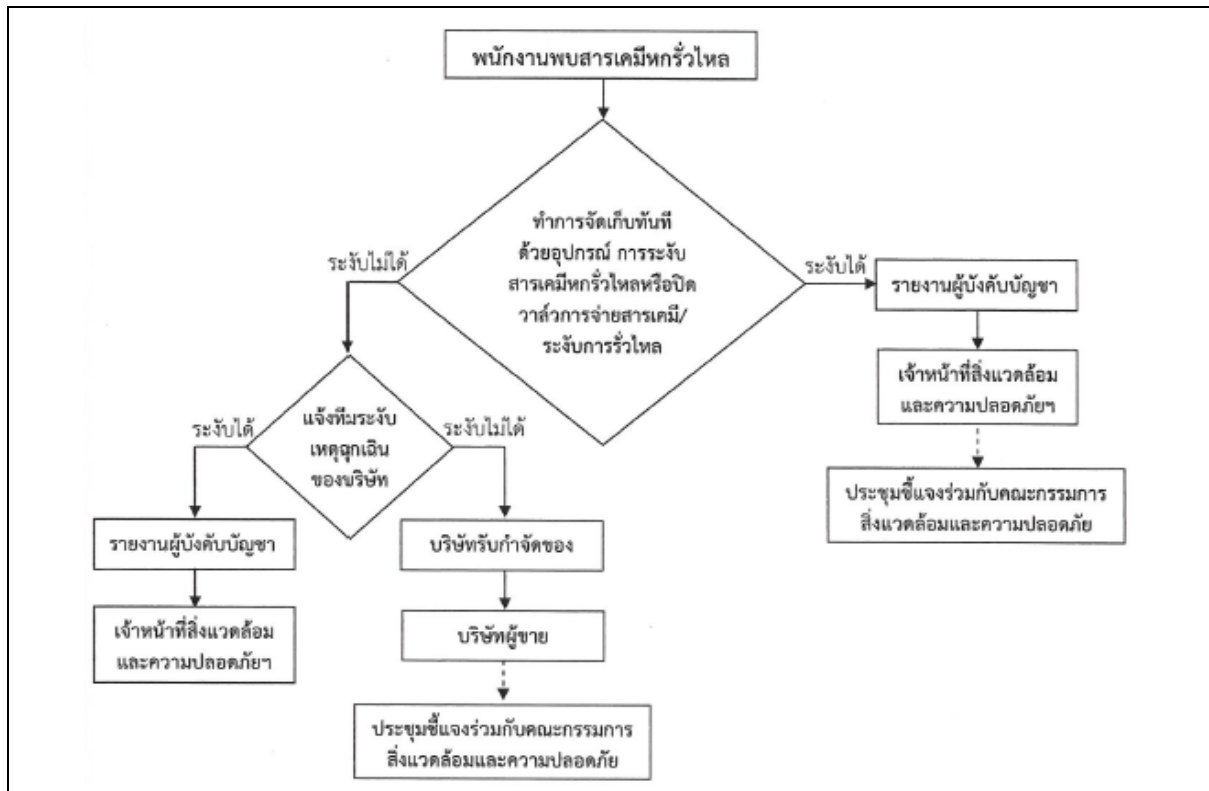 พนักงานพบสารเคมีหกรั่วไหล
ทำการจัดเก็บทันที
ด้วยอุปกรณ์ การระงับ
สารเคมีหกรั่วไหลหรือปิด
วาล์วการจ่ายสารเคมี/
ระงับการรั่วไหล
ระงับไม่ได้
ระงับได้
รายงานผู้บังคับบัญชา
เจ้าหน้าที่สิ่งแวดล้อม
และความปลอดภัยฯ
ประชุมชี้แจงร่วมกับคณะกรรมการ
สิ่งแวดล้อมและความปลอดภัย
แจ้งทีมระงับ
เหตุฉุกเฉิน
ของบริษัท
ระงับได้
ระงับไม่ได้
รายงานผู้บังคับบัญชา
เจ้าหน้าที่สิ่งแวดล้อม
และความปลอดภัยฯ
บริษัทรับกำจัดของ
บริษัทผู้ขาย
ประชุมชี้แจงร่วมกับคณะกรรมการ
สิ่งแวดล้อมและความปลอดภัย